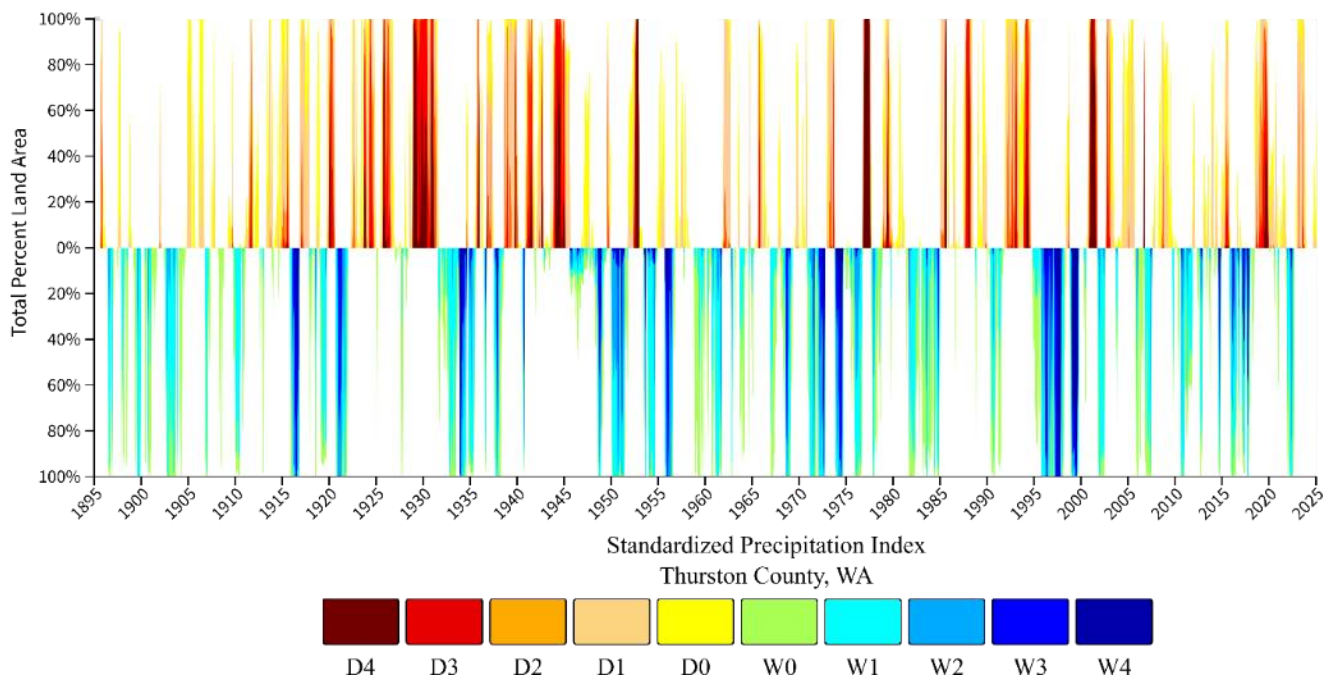 100%
80%
60%
40%
20%
0%
20%
40%
60%
80%
100%
Total Percent Land Area
1895 1900 1905 1910 1915 1920 1925 1930 1935 1940 1945 1950 1955 1960 1965 1970 1975 1980 1985 1990 1995 2000 2005 2010 2015 2020 2025
Standardized Precipitation Index
Thurston County, WA
D4 D3 D2 D1 D0 W0 W1 W2 W3 W4